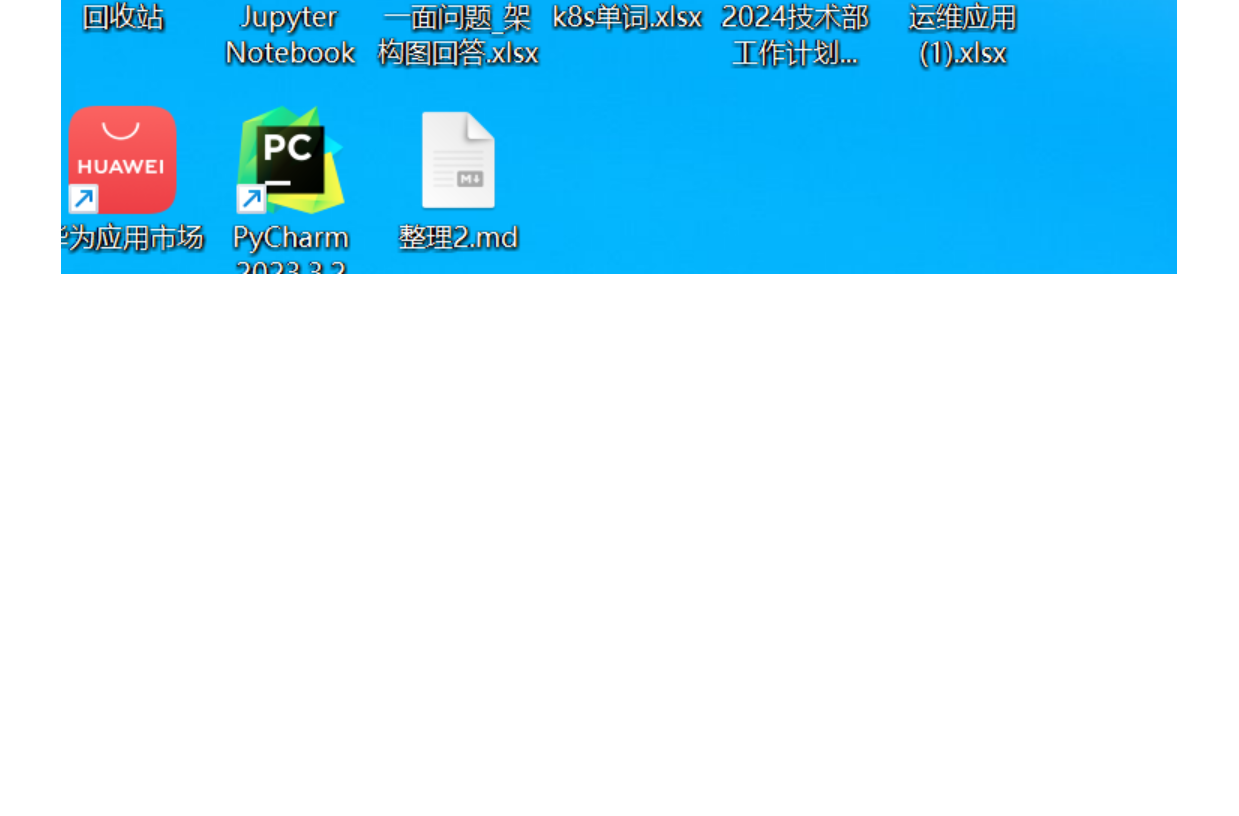 回收站
Jupyter
Notebook
一面问题_架
构图回答.xlsx
k8s单词.xlsx
2024技术部
工作计划...
运维应用
(1).xlsx
HUAWEI
华为应用市场
PC
PyCharm
2023.3.2
M↓
整理2.md